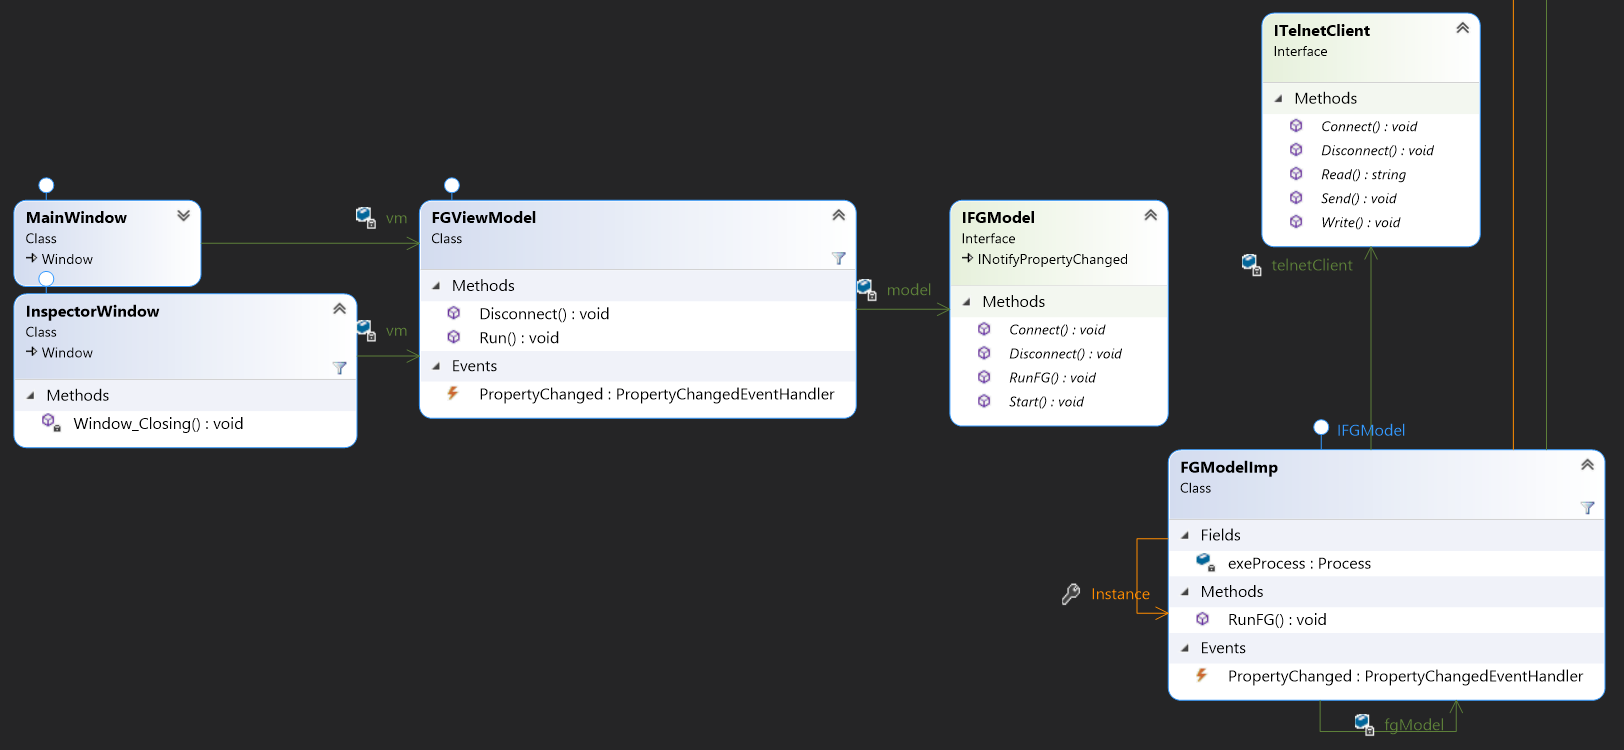 MainWindow
Class
Window
InspectorWindow
Class
Window
Methods
Window_Closing() : void
vm
vm
FGViewModel
Class
Methods
Disconnect() : void
Run() : void
Events
PropertyChanged : PropertyChangedEventHandler
model
IFGModel
Interface
INotifyPropertyChanged
Methods
Connect() : void
Disconnect() : void
RunFG() : void
Start() : void
ITelnetClient
Interface
Methods
Connect() : void
Disconnect() : void
Read() : string
Send() : void
Write() : void
telnetClient
IFGModel
FGModelImp
Class
Fields
exeProcess : Process
Methods
RunFG() : void
Events
PropertyChanged : PropertyChangedEventHandler
Instance
fgModel